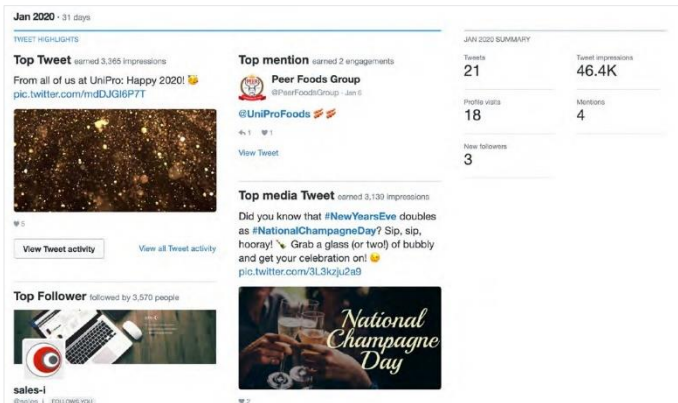 Jan 2020 · 31 days
TWEET HIGHLIGHTS
Top Tweet earned 3,365 impressions
From all of us at UniPro: Happy 2020! 🥳
pic.twitter.com/mdDJGI6P7T
5
View Tweet activity
View all Tweet activity
Top Follower followed by 3,570 people
sales-i
@sales_i FOLLOWS YOU
Top mention earned 2 engagements
Peer Foods Group
@PeerFoodsGroup · Jan 6
@UniProFoods 🥓🥓
1 1
View Tweet
Top media Tweet earned 3,139 impressions
Did you know that #NewYearsEve doubles
as #NationalChampagneDay? Sip, sip,
hooray! 🍾 Grab a glass (or two!) of bubbly
and get your celebration on! 😉
pic.twitter.com/3L3kzju2a9
National
Champagne
Day
2
JAN 2020 SUMMARY
Tweets
21
Tweet impressions
46.4K
Profile visits
18
Mentions
4
New followers
3